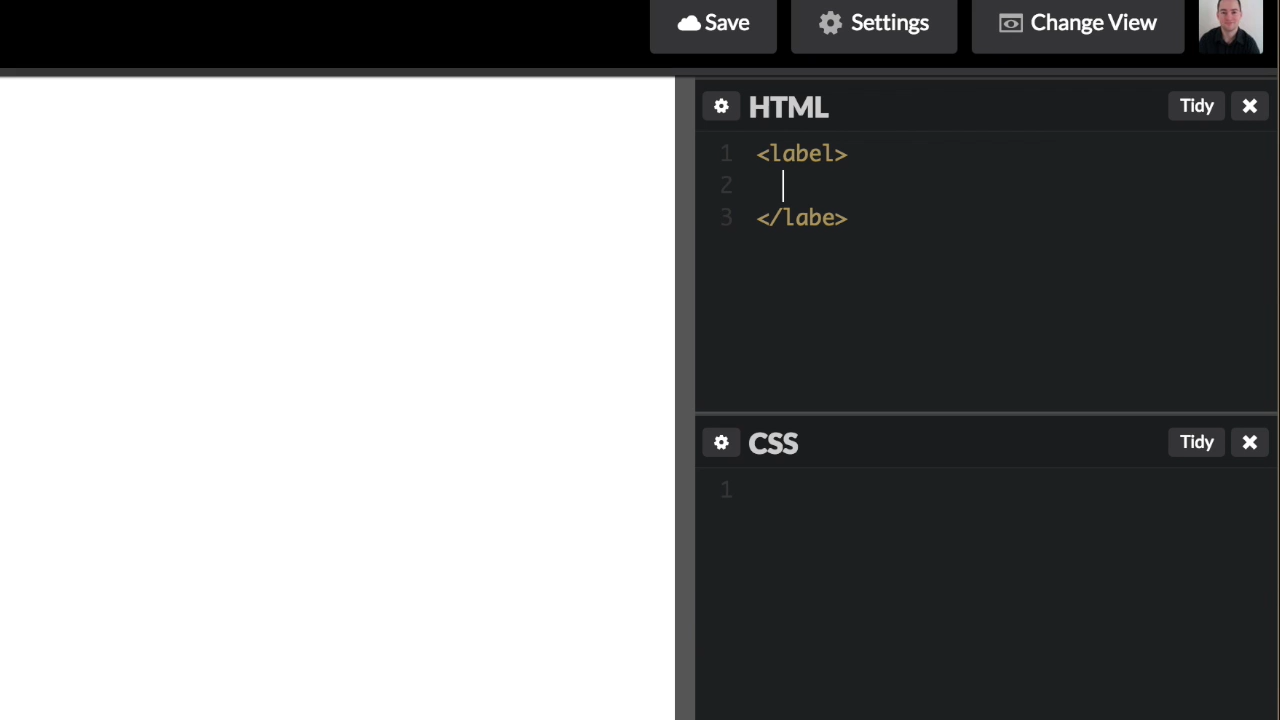 Save Settings Change View
HTML Tidy
1 <label>
2
3 </labe>
CSS Tidy
1